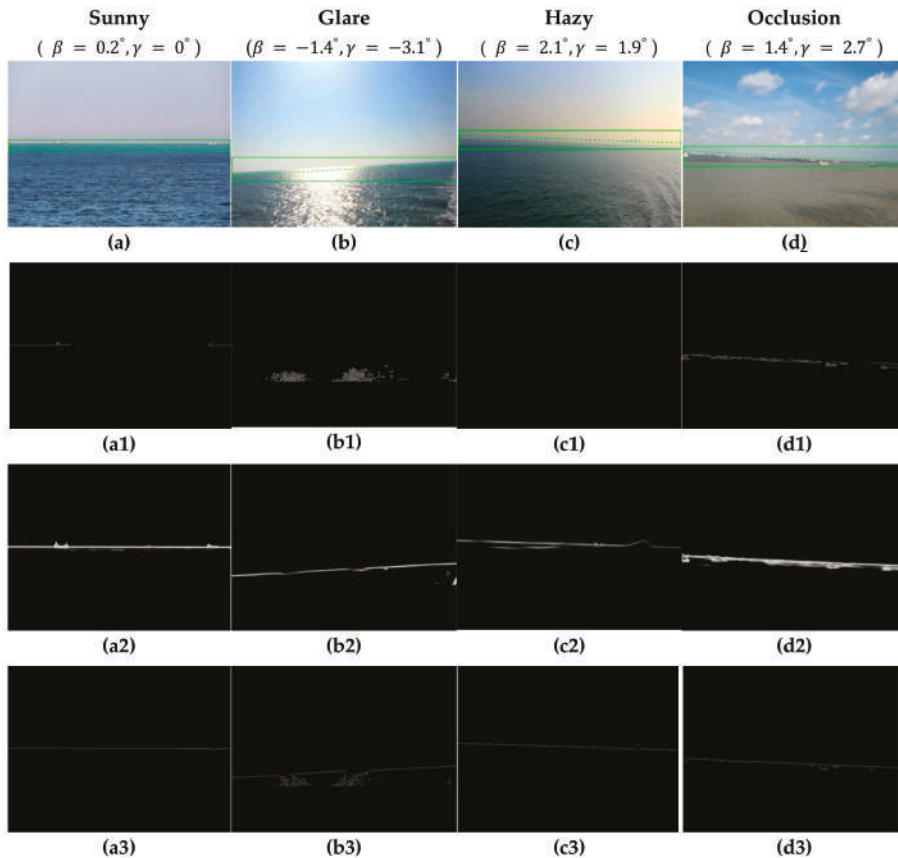 Sunny Glare Hazy Occlusion
( β = 0.2°, γ = 0° ) (β = −1.4°, γ = −3.1° ) ( β = 2.1°, γ = 1.9° ) ( β = 1.4°, γ = 2.7° )
(a) (b) (c) (d)
(a1) (b1) (c1) (d1)
(a2) (b2) (c2) (d2)
(a3) (b3) (c3) (d3)